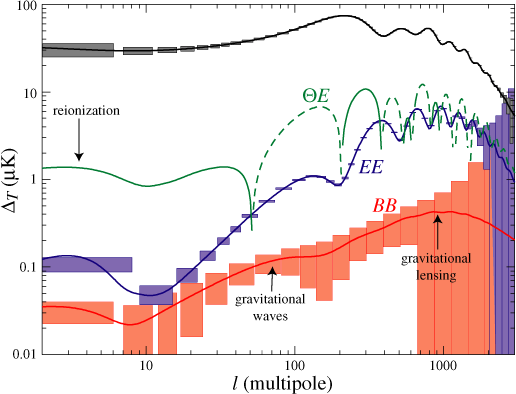 100
10
1
0.1
0.01
Δ_T (μK)
reionization
ΘE
EE
BB
gravitational
waves
gravitational
lensing
10
100
1000
l (multipole)